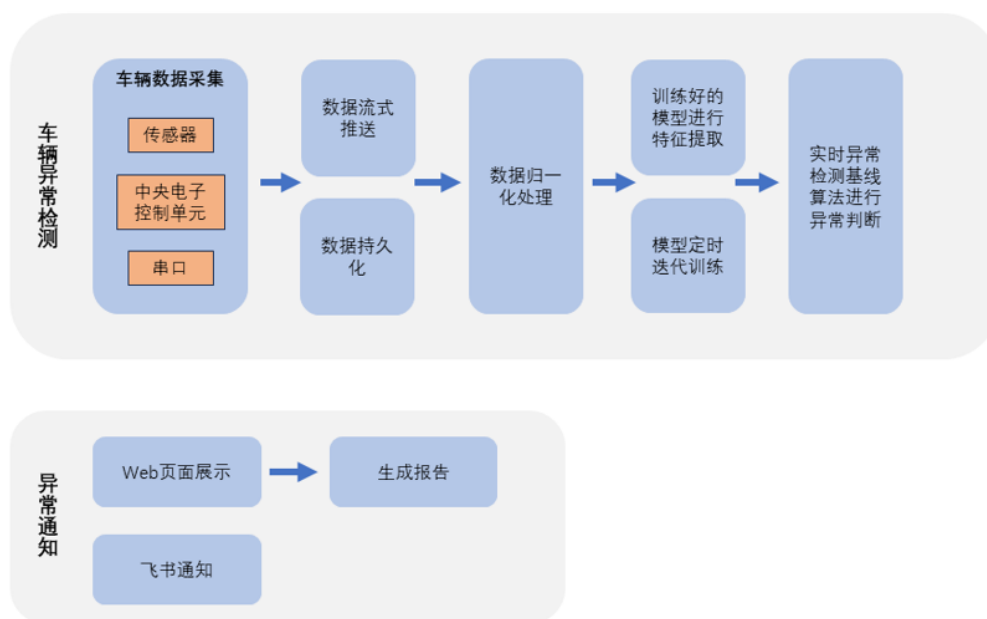 车辆异常检测
车辆数据采集
传感器
中央电子
控制单元
串口
数据流式
推送
数据持久
化
数据归一
化处理
训练好的
模型进行
特征提取
模型定时
迭代训练
实时异常
检测基线
算法进行
异常判断
异常通知
Web页面展示
生成报告
飞书通知